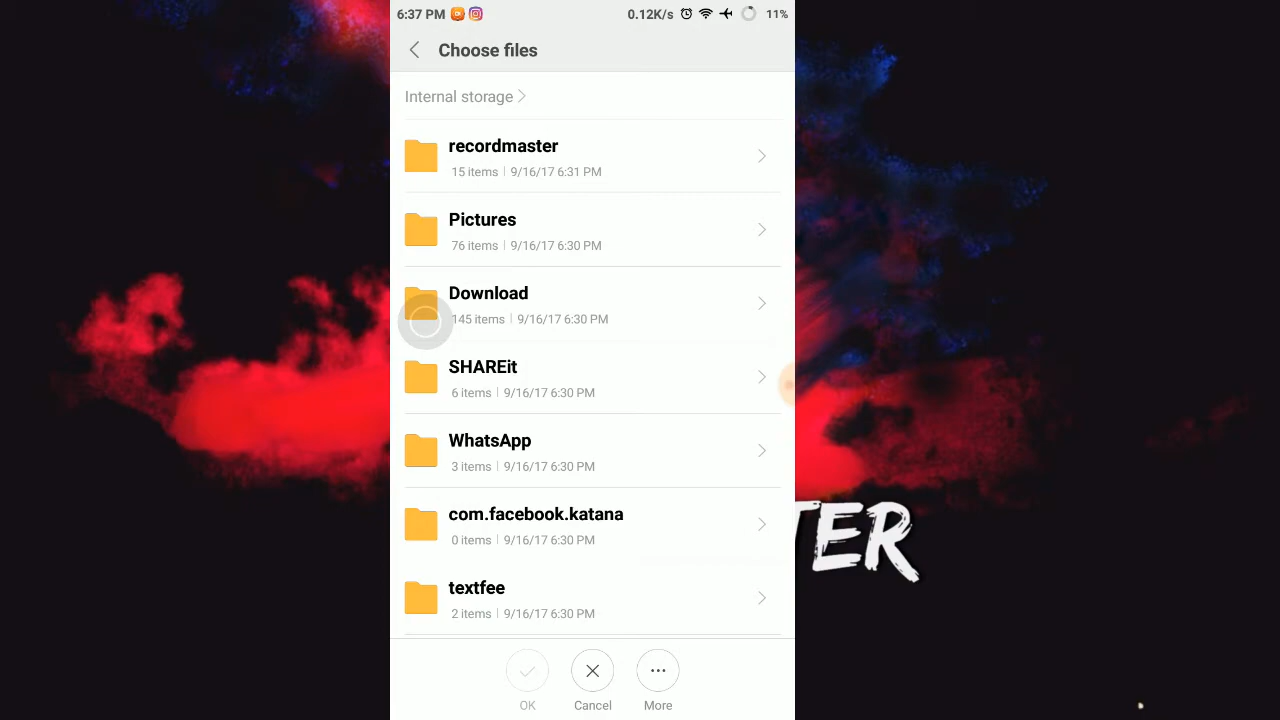 6:37 PM 0.12K/s 11%
Choose files
Internal storage
recordmaster
15 items | 9/16/17 6:31 PM
Pictures
76 items | 9/16/17 6:30 PM
Download
145 items | 9/16/17 6:30 PM
SHAREit
6 items | 9/16/17 6:30 PM
WhatsApp
3 items | 9/16/17 6:30 PM
com.facebook.katana
0 items | 9/16/17 6:30 PM
textfee
2 items | 9/16/17 6:30 PM
TER
OK Cancel More